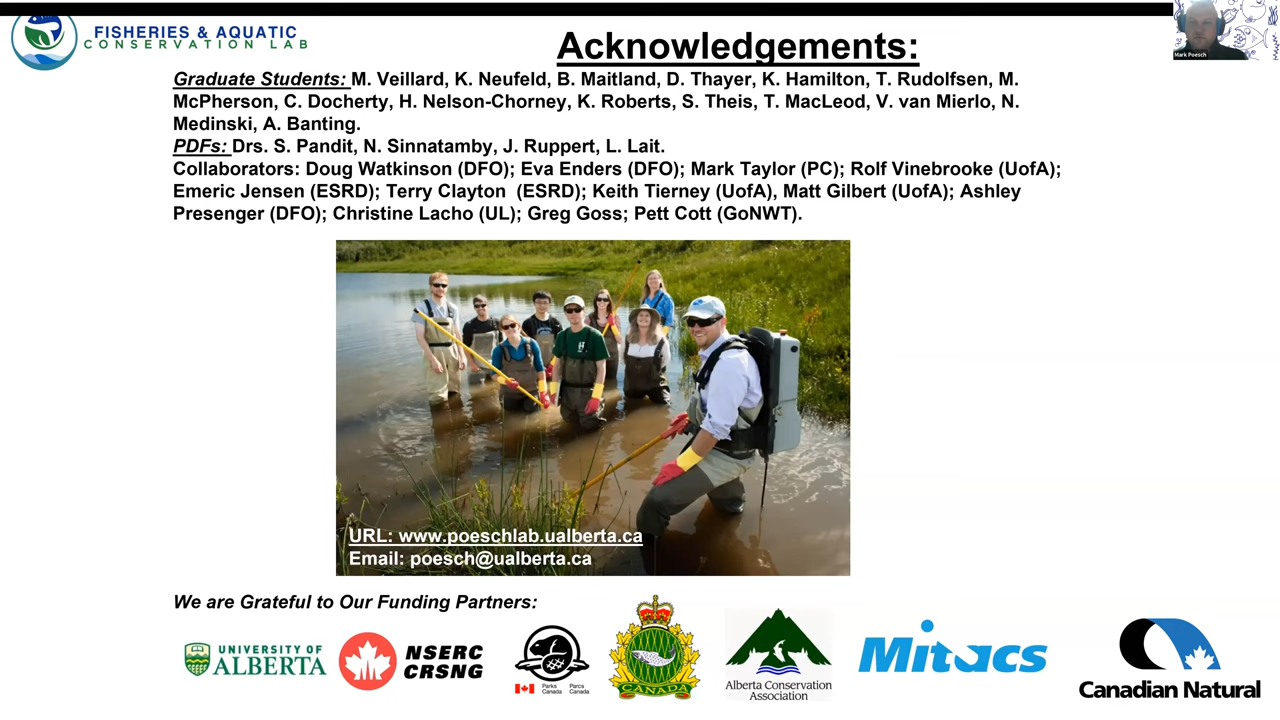 FISHERIES & AQUATIC
CONSERVATION LAB
Mark Poesch
Acknowledgements:
Graduate Students: M. Veillard, K. Neufeld, B. Maitland, D. Thayer, K. Hamilton, T. Rudolfsen, M.
McPherson, C. Docherty, H. Nelson-Chorney, K. Roberts, S. Theis, T. MacLeod, V. van Mierlo, N.
Medinski, A. Banting.
PDFs: Drs. S. Pandit, N. Sinnatamby, J. Ruppert, L. Lait.
Collaborators: Doug Watkinson (DFO); Eva Enders (DFO); Mark Taylor (PC); Rolf Vinebrooke (UofA);
Emeric Jensen (ESRD); Terry Clayton (ESRD); Keith Tierney (UofA), Matt Gilbert (UofA); Ashley
Presenger (DFO); Christine Lacho (UL); Greg Goss; Pett Cott (GoNWT).
URL: www.poeschlab.ualberta.ca
Email: poesch@ualberta.ca
We are Grateful to Our Funding Partners:
UNIVERSITY OF
ALBERTA
NSERC
CRSNG
Parks Parcs
Canada Canada
CANADA
Alberta Conservation
Association
Mitacs
Canadian Natural